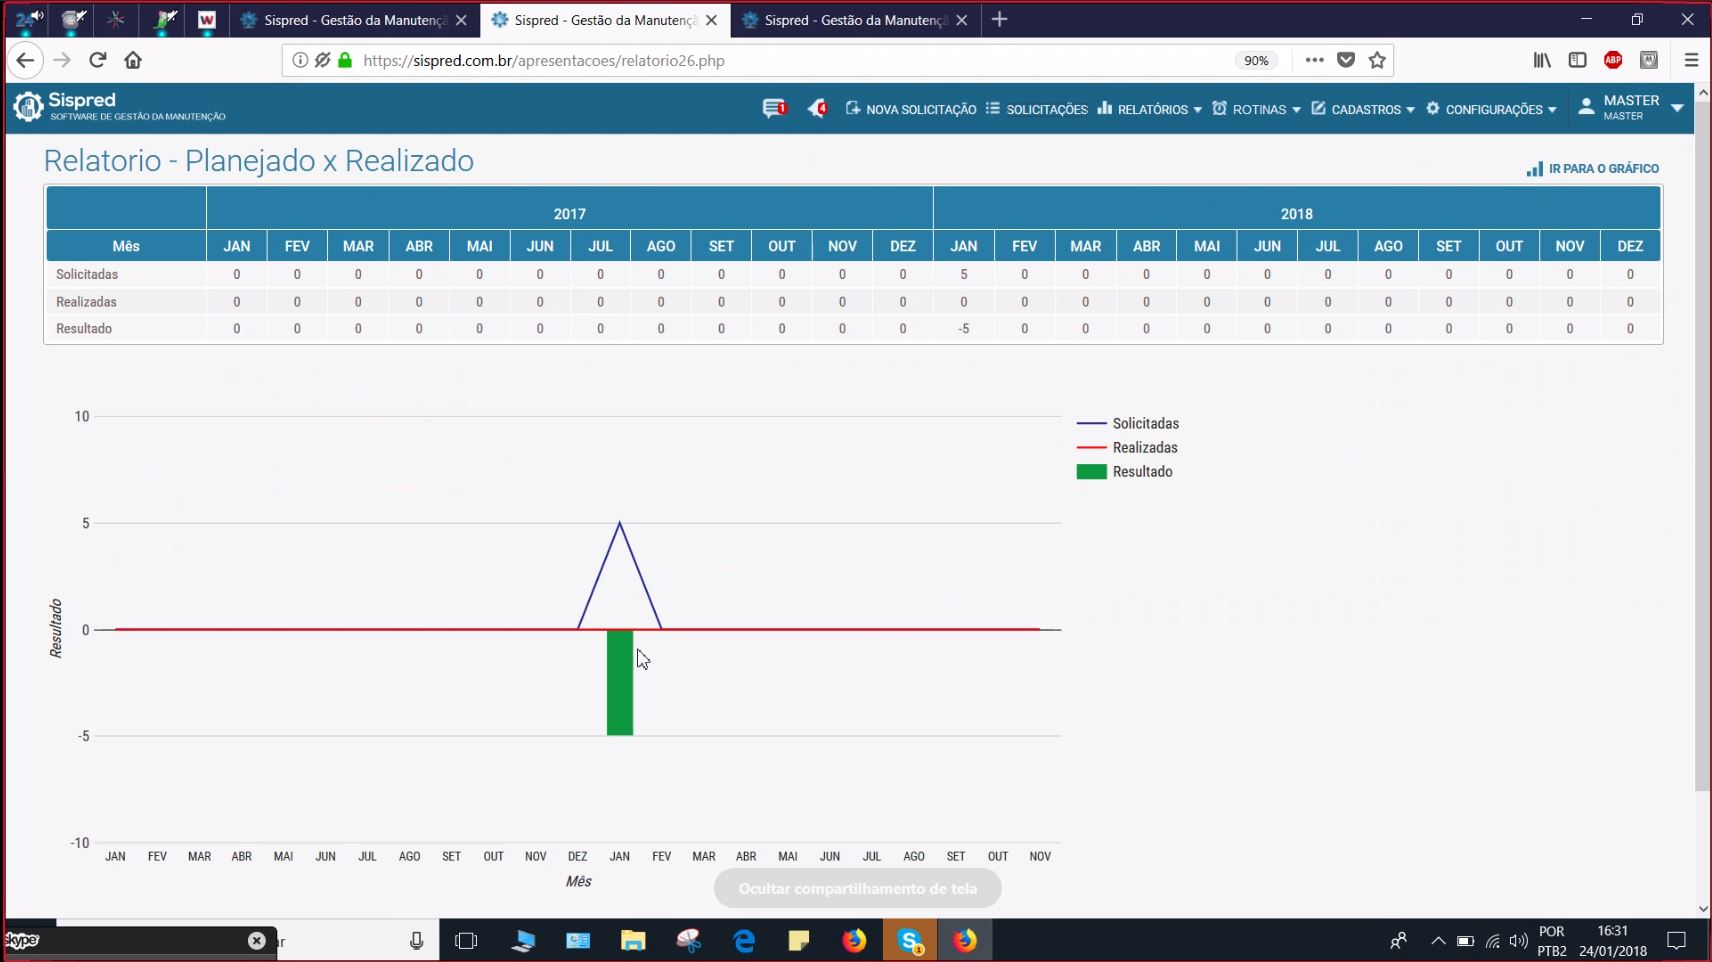 24
W
Sispred - Gestão da Manutençã
Sispred - Gestão da Manutençã
Sispred - Gestão da Manutençã
https://sispred.com.br/apresentacoes/relatorio26.php
90%
ABP
Sispred
SOFTWARE DE GESTÃO DA MANUTENÇÃO
1
4
NOVA SOLICITAÇÃO
SOLICITAÇÕES
RELATÓRIOS
ROTINAS
CADASTROS
CONFIGURAÇÕES
MASTER
MASTER
Relatorio - Planejado x Realizado
IR PARA O GRÁFICO
2017 2018
Mês JAN FEV MAR ABR MAI JUN JUL AGO SET OUT NOV DEZ JAN FEV MAR ABR MAI JUN JUL AGO SET OUT NOV DEZ
Solicitadas 0 0 0 0 0 0 0 0 0 0 0 0 5 0 0 0 0 0 0 0 0 0 0 0
Realizadas 0 0 0 0 0 0 0 0 0 0 0 0 0 0 0 0 0 0 0 0 0 0 0 0
Resultado 0 0 0 0 0 0 0 0 0 0 0 0 -5 0 0 0 0 0 0 0 0 0 0 0
10
5
0
-5
-10
Resultado
Solicitadas
Realizadas
Resultado
JAN FEV MAR ABR MAI JUN JUL AGO SET OUT NOV DEZ JAN FEV MAR ABR MAI JUN JUL AGO SET OUT NOV
Mês
Ocultar compartilhamento de tela
skype
ar
S
1
POR
PTB2
16:31
24/01/2018